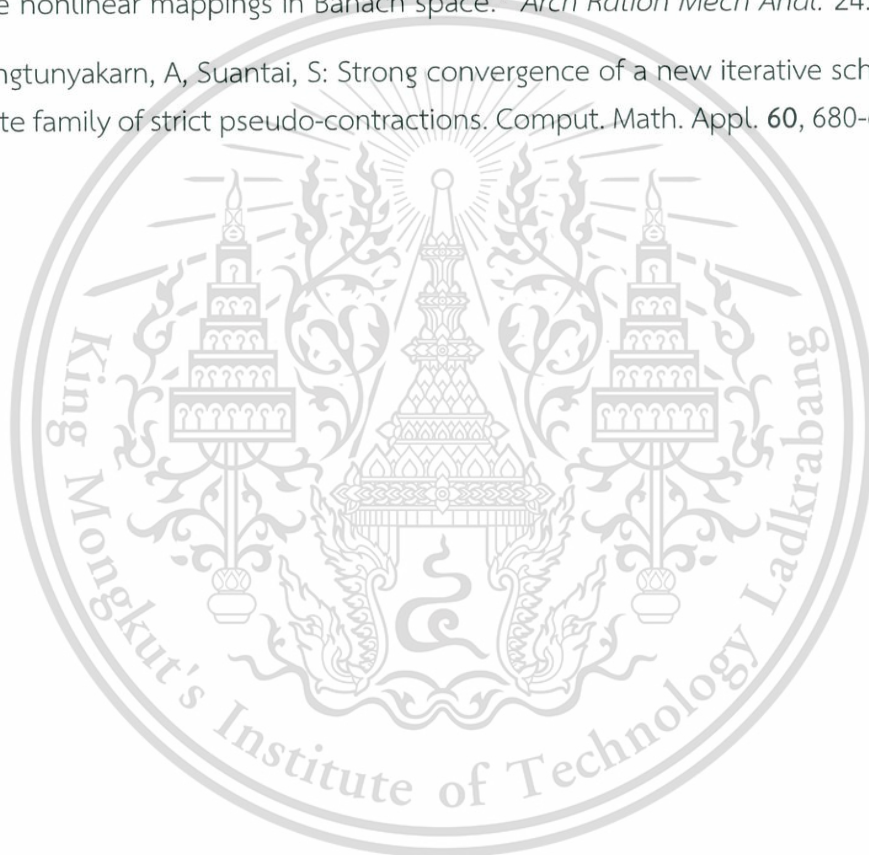 e nonlinear mappings in Banach space. Arch Ration Mech Anal. 24
ngtunyakarn, A, Suantai, S: Strong convergence of a new iterative sch
te family of strict pseudo-contractions. Comput. Math. Appl. 60, 680-
King Mongkut's Institute of Technology Ladkrabang